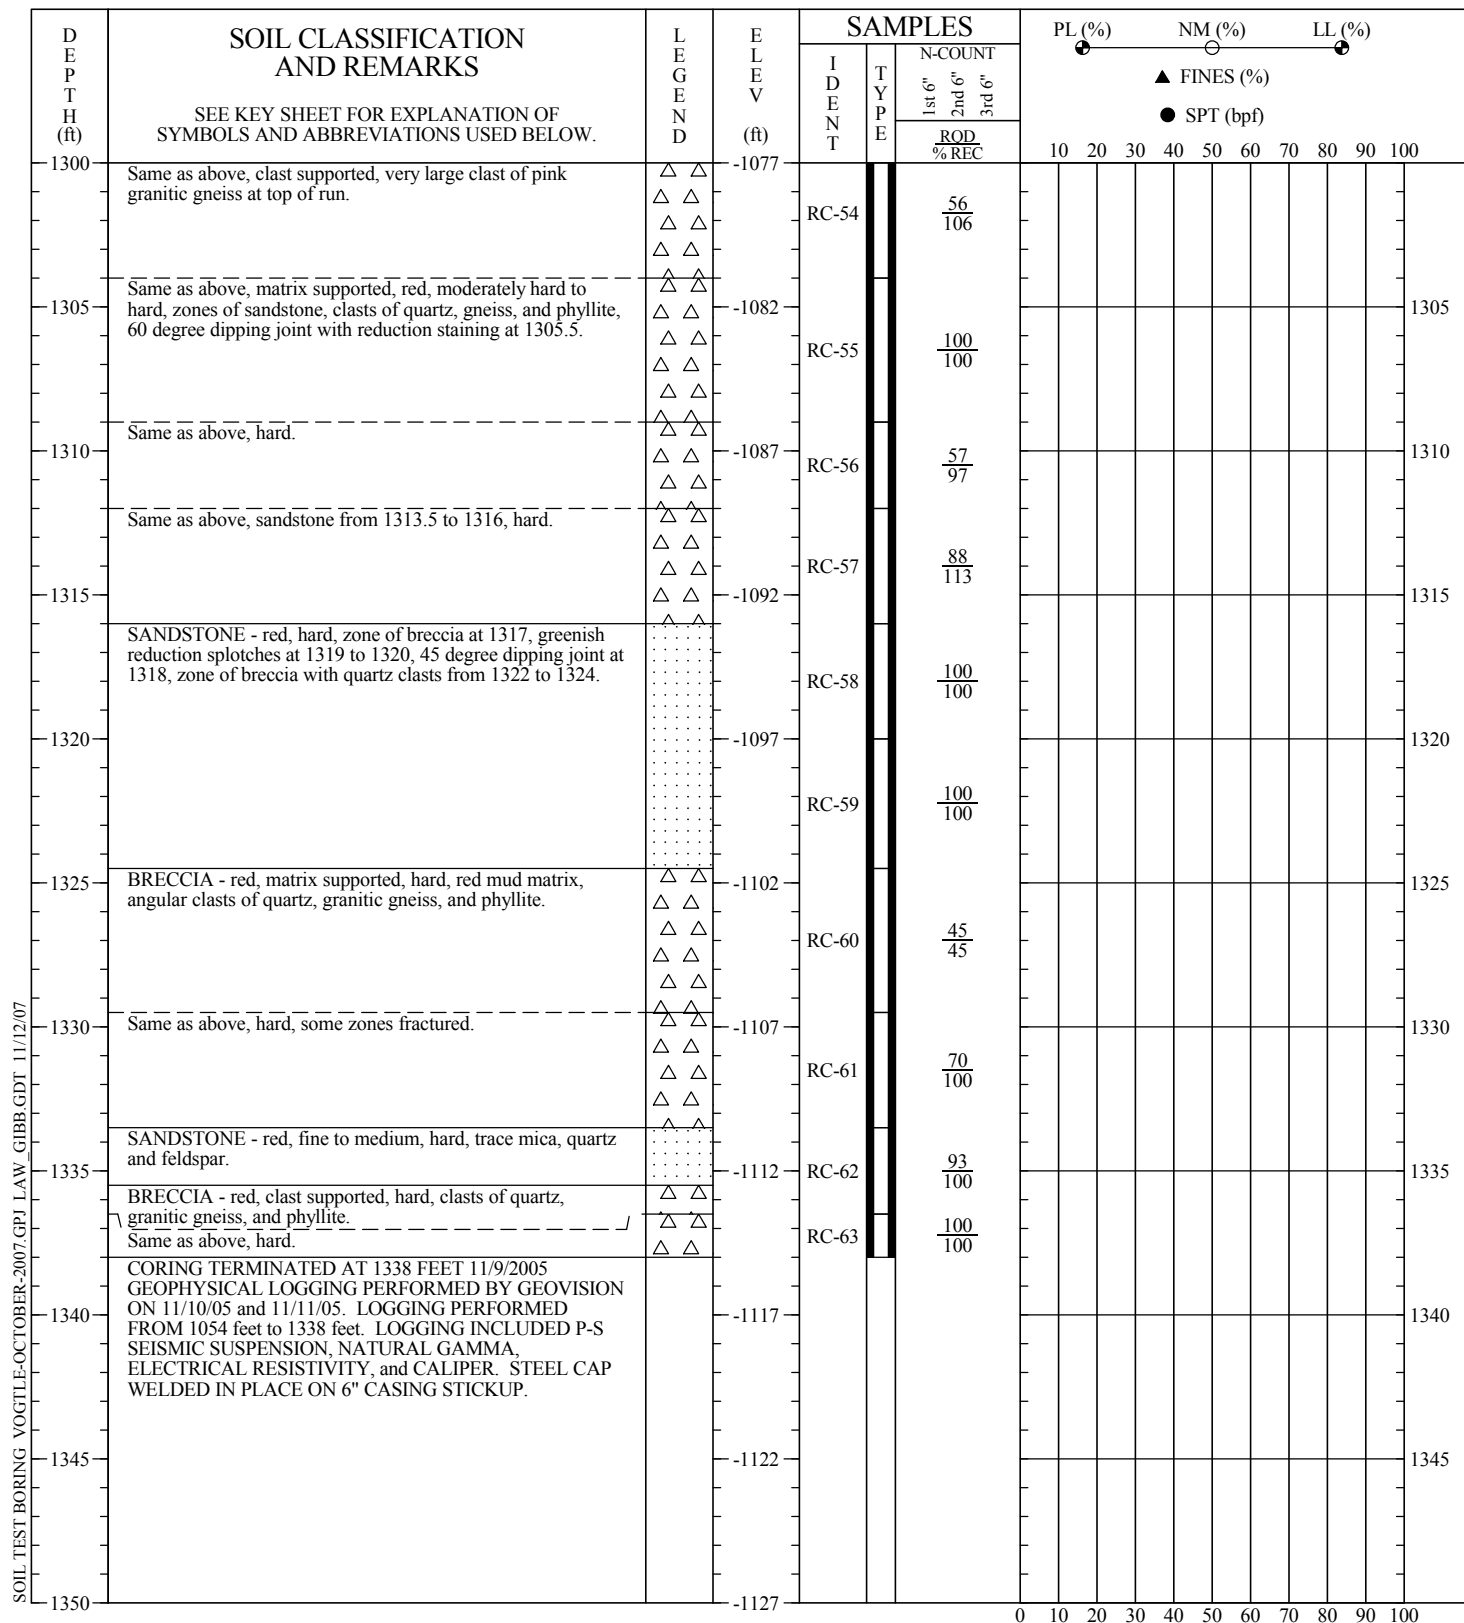 DEPTH (ft)
SOIL CLASSIFICATION
AND REMARKS
SEE KEY SHEET FOR EXPLANATION OF
SYMBOLS AND ABBREVIATIONS USED BELOW.
LEGEND
ELEV (ft)
SAMPLES
IDENT
TYPE
N-COUNT
1st 6"
2nd 6"
3rd 6"
RQD
% REC
PL (%) NM (%) LL (%)
▲ FINES (%)
● SPT (bpf)
10 20 30 40 50 60 70 80 90 100
1300 -1077
Same as above, clast supported, very large clast of pink
granitic gneiss at top of run.
RC-54
56
106
Same as above, matrix supported, red, moderately hard to
hard, zones of sandstone, clasts of quartz, gneiss, and phyllite,
60 degree dipping joint with reduction staining at 1305.5.
1305 -1082 1305
RC-55
100
100
Same as above, hard.
1310 -1087 1310
RC-56
57
97
Same as above, sandstone from 1313.5 to 1316, hard.
RC-57
88
113
1315 -1092 1315
SANDSTONE - red, hard, zone of breccia at 1317, greenish
reduction splotches at 1319 to 1320, 45 degree dipping joint at
1318, zone of breccia with quartz clasts from 1322 to 1324.
RC-58
100
100
1320 -1097 1320
RC-59
100
100
BRECCIA - red, matrix supported, hard, red mud matrix,
angular clasts of quartz, granitic gneiss, and phyllite.
1325 -1102 1325
RC-60
45
45
Same as above, hard, some zones fractured.
1330 -1107 1330
RC-61
70
100
SANDSTONE - red, fine to medium, hard, trace mica, quartz
and feldspar.
1335 -1112 1335
RC-62
93
100
BRECCIA - red, clast supported, hard, clasts of quartz,
granitic gneiss, and phyllite.
Same as above, hard.
RC-63
100
100
CORING TERMINATED AT 1338 FEET 11/9/2005
GEOPHYSICAL LOGGING PERFORMED BY GEOVISION
ON 11/10/05 and 11/11/05. LOGGING PERFORMED
FROM 1054 feet to 1338 feet. LOGGING INCLUDED P-S
SEISMIC SUSPENSION, NATURAL GAMMA,
ELECTRICAL RESISTIVITY, and CALIPER. STEEL CAP
WELDED IN PLACE ON 6" CASING STICKUP.
1340 -1117 1340
1345 -1122 1345
1350 -1127
0 10 20 30 40 50 60 70 80 90 100
SOIL TEST BORING VOGTLE-OCTOBER-2007.GPJ LAW_GIBB.GDT 11/12/07